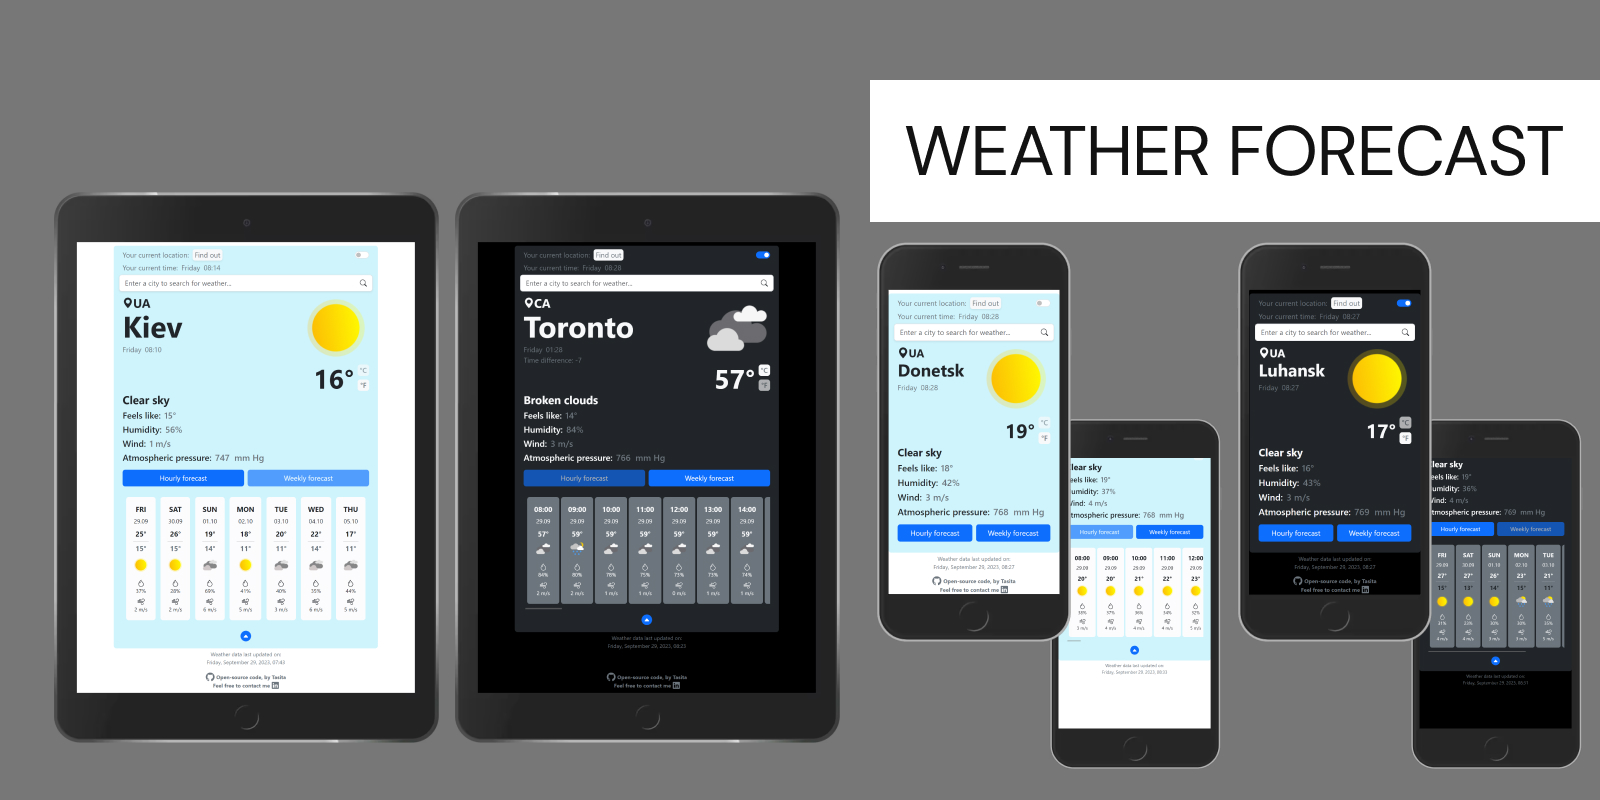 WEATHER FORECAST
Your current location: Find out
Your current time: Friday 08:14
Enter a city to search for weather...
UA
Kiev
Friday 08:10
16° °C
°F
Clear sky
Feels like: 15°
Humidity: 56%
Wind: 1 m/s
Atmospheric pressure: 747 mm Hg
Hourly forecast Weekly forecast
FRI SAT SUN MON TUE WED THU
29.09 30.09 01.10 02.10 03.10 04.10 05.10
25° 26° 19° 18° 20° 22° 17°
15° 15° 14° 11° 11° 14° 11°
37% 28% 69% 41% 40% 35% 44%
2 m/s 2 m/s 6 m/s 5 m/s 3 m/s 6 m/s 5 m/s
Weather data last updated on:
Friday, September 29, 2023, 07:43
Open-source code, by Tasita
Feel free to contact me
Your current location: Find out
Your current time: Friday 08:28
Enter a city to search for weather...
CA
Toronto
Friday 01:28
Time difference: -7
57° °C
°F
Broken clouds
Feels like: 14°
Humidity: 84%
Wind: 3 m/s
Atmospheric pressure: 766 mm Hg
Hourly forecast Weekly forecast
08:00 09:00 10:00 11:00 12:00 13:00 14:00
29.09 29.09 29.09 29.09 29.09 29.09 29.09
57° 59° 59° 59° 59° 59° 59°
84% 80% 76% 75% 75% 73% 74%
2 m/s 2 m/s 1 m/s 1 m/s 0 m/s 1 m/s 1 m/s
Weather data last updated on:
Friday, September 29, 2023, 08:23
Open-source code, by Tasita
Feel free to contact me
Your current location: Find out
Your current time: Friday 08:28
Enter a city to search for weather...
UA
Donetsk
Friday 08:28
19° °C
°F
Clear sky
Feels like: 18°
Humidity: 42%
Wind: 3 m/s
Atmospheric pressure: 768 mm Hg
Hourly forecast Weekly forecast
Weather data last updated on:
Friday, September 29, 2023, 08:27
Open-source code, by Tasita
Feel free to contact me
lear sky
eels like: 19°
umidity: 37%
ind: 4 m/s
tmospheric pressure: 768 mm Hg
Hourly forecast Weekly forecast
08:00 09:00 10:00 11:00 12:00
29.09 29.09 29.09 29.09 29.09
20° 20° 21° 22° 23°
38% 37% 36% 34% 32%
3 m/s 4 m/s 4 m/s 4 m/s 5 m/s
Weather data last updated on:
Friday, September 29, 2023,
Your current location: Find out
Your current time: Friday 08:27
Enter a city to search for weather...
UA
Luhansk
Friday 08:27
17° °C
°F
Clear sky
Feels like: 16°
Humidity: 43%
Wind: 3 m/s
Atmospheric pressure: 769 mm Hg
Hourly forecast Weekly forecast
Weather data last updated on:
Friday, September 29, 2023, 08:27
Open-source code, by Tasita
Feel free to contact me
lear sky
eels like: 19°
umidity: 36%
ind: 4 m/s
tmospheric pressure: 769 mm Hg
Hourly forecast Weekly forecast
FRI SAT SUN MON TUE
29.09 30.09 01.10 02.10 03.10
27° 27° 26° 23° 21°
15° 13° 14° 15° 11°
31% 23% 30% 30% 33%
4 m/s 4 m/s 3 m/s 3 m/s 5 m/s
Weather data last updated on:
Friday, September 29, 2023,